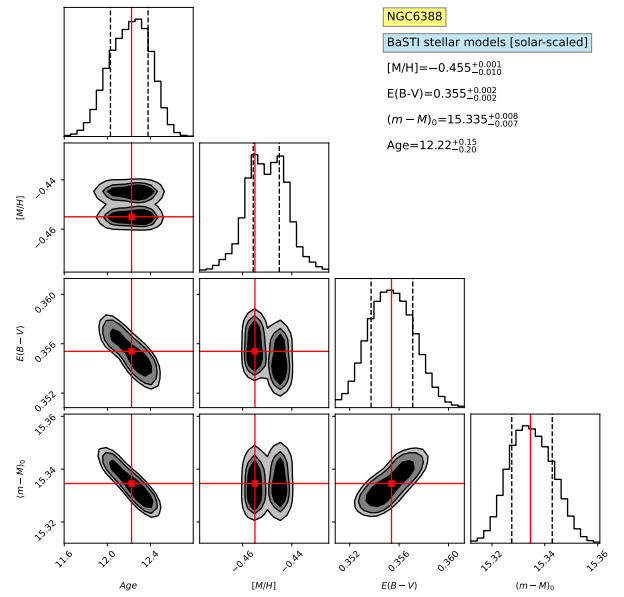 NGC6388
BaSTI stellar models [solar-scaled]
[M/H]=−0.455+0.001 −0.010
E(B-V)=0.355+0.002 −0.002
(m − M)0=15.335+0.008 −0.007
Age=12.22+0.15 −0.20
[M/H]
−0.44
−0.46
E(B − V)
0.360
0.356
0.352
(m − M)0
15.36
15.34
15.32
11.6 12.0 12.4 −0.46 −0.44 0.352 0.356 0.360 15.32 15.34 15.36
Age [M/H] E(B − V) (m − M)0